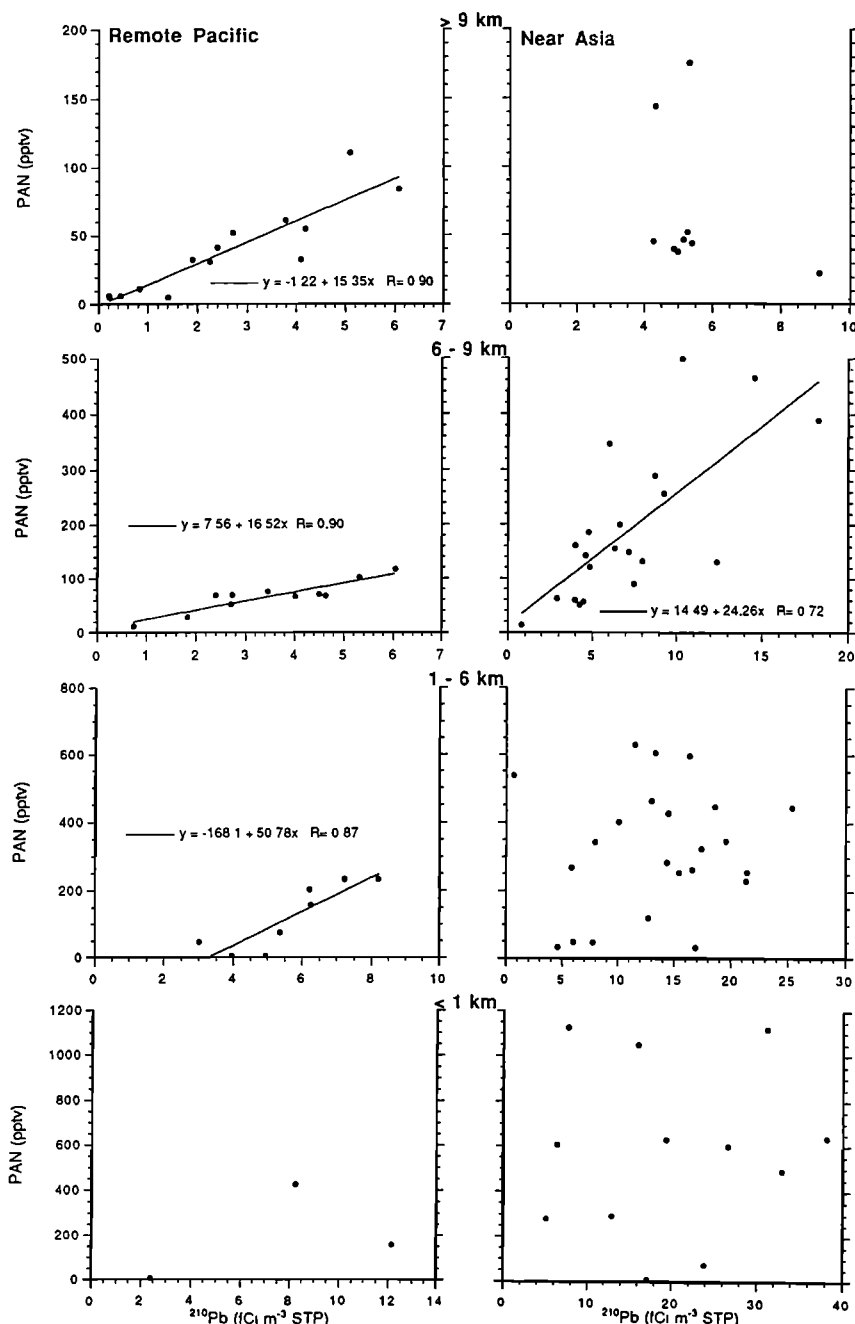 > 9 km
Remote Pacific
Near Asia
200
150
100
50
0
PAN (pptv)
y = -1 22 + 15 35x R= 0 90
0 1 2 3 4 5 6 7
0 2 4 6 8 10
6 - 9 km
500
400
300
200
100
0
PAN (pptv)
y = 7 56 + 16 52x R= 0.90
y = 14 49 + 24.26x R= 0 72
0 1 2 3 4 5 6 7
0 5 10 15 20
1 - 6 km
800
600
400
200
0
PAN (pptv)
y = -168 1 + 50 78x R= 0 87
0 2 4 6 8 10
0 5 10 15 20 25 30
< 1 km
1200
1000
800
600
400
200
0
PAN (pptv)
0 2 4 6 8 10 12 14
0 10 20 30 40
²¹⁰Pb (fCi m⁻³ STP)
²¹⁰Pb (fCi m⁻³ STP)